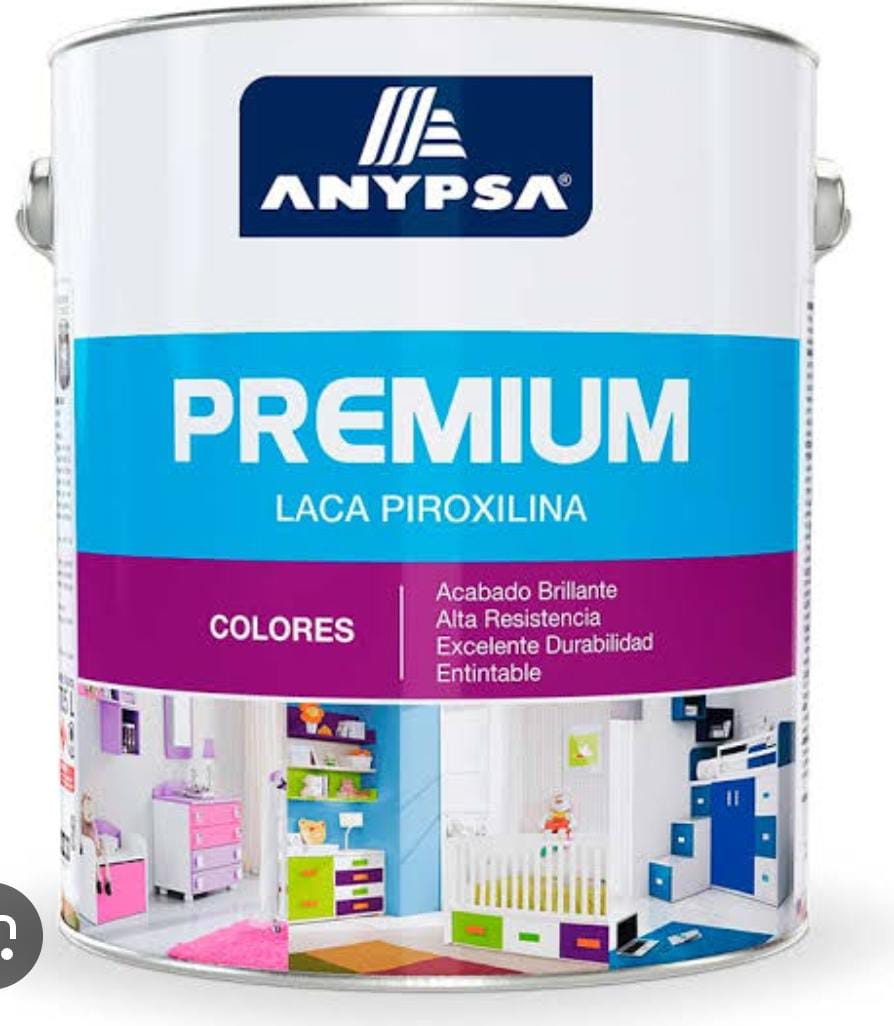 ANYPSA®
PREMIUM
LACA PIROXILINA
COLORES
Acabado Brillante
Alta Resistencia
Excelente Durabilidad
Entintable